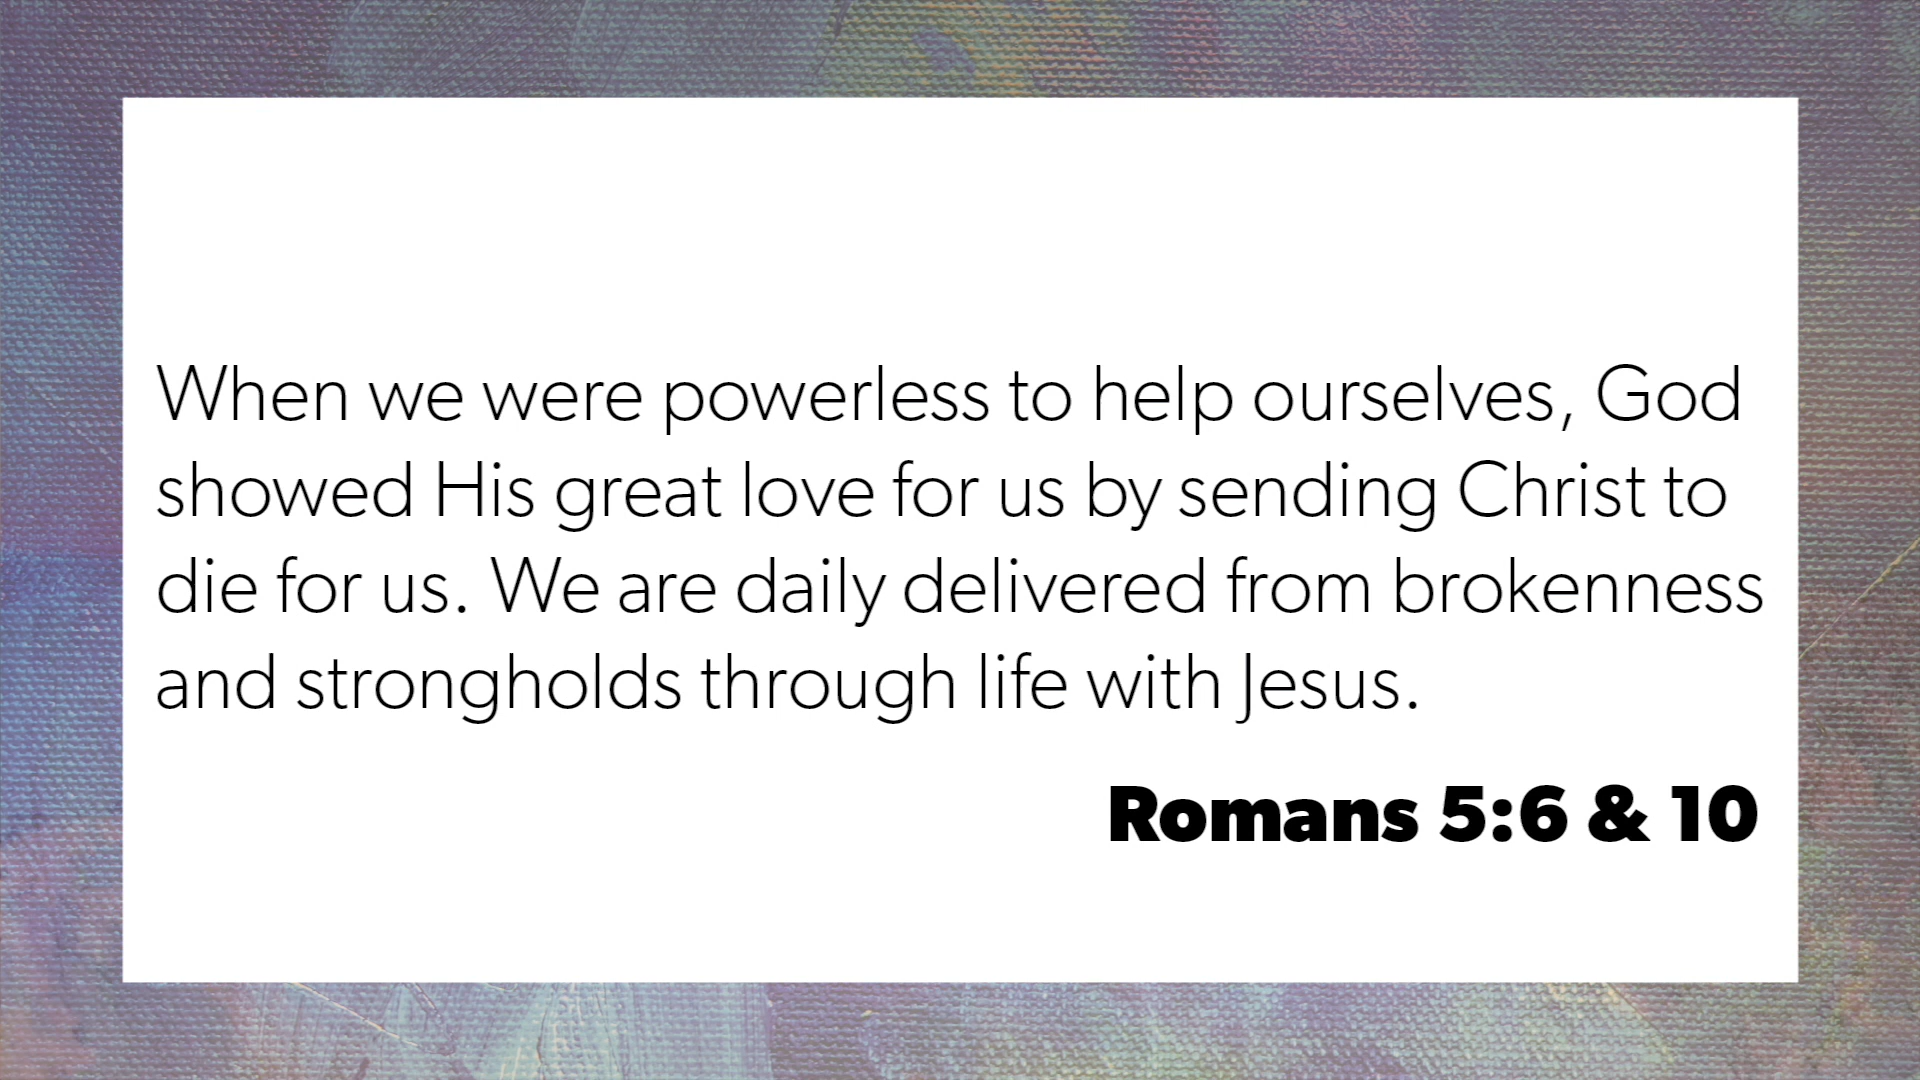 When we were powerless to help ourselves, God
showed His great love for us by sending Christ to
die for us. We are daily delivered from brokenness
and strongholds through life with Jesus.
Romans 5:6 & 10